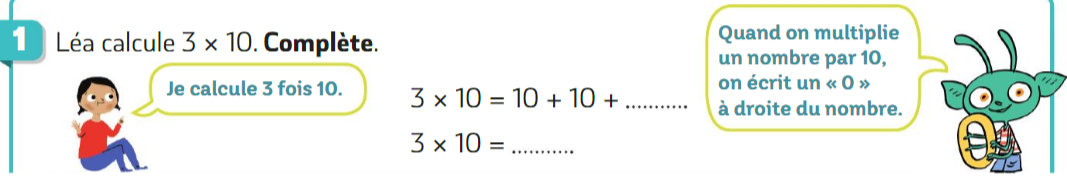 1 Léa calcule 3 × 10. Complète.
Je calcule 3 fois 10.
3 × 10 = 10 + 10 + ...........
3 × 10 = ...........
Quand on multiplie
un nombre par 10,
on écrit un « 0 »
à droite du nombre.
0